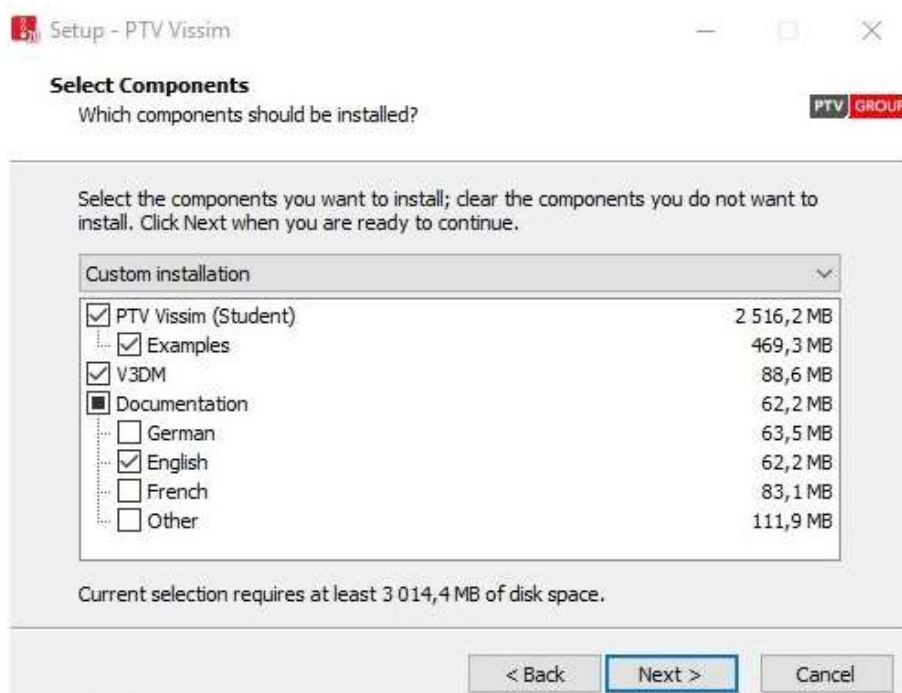 Setup - PTV Vissim
Select Components
Which components should be installed?
PTV GROUP
Select the components you want to install; clear the components you do not want to
install. Click Next when you are ready to continue.
Custom installation
PTV Vissim (Student) 2 516,2 MB
Examples 469,3 MB
V3DM 88,6 MB
Documentation 62,2 MB
German 63,5 MB
English 62,2 MB
French 83,1 MB
Other 111,9 MB
Current selection requires at least 3 014,4 MB of disk space.
< Back Next > Cancel